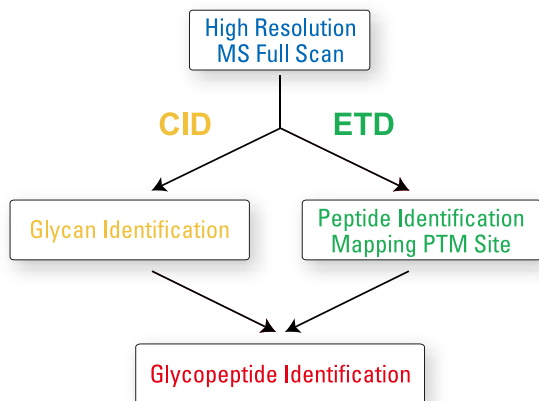 High Resolution
MS Full Scan
CID
ETD
Glycan Identification
Peptide Identification
Mapping PTM Site
Glycopeptide Identification